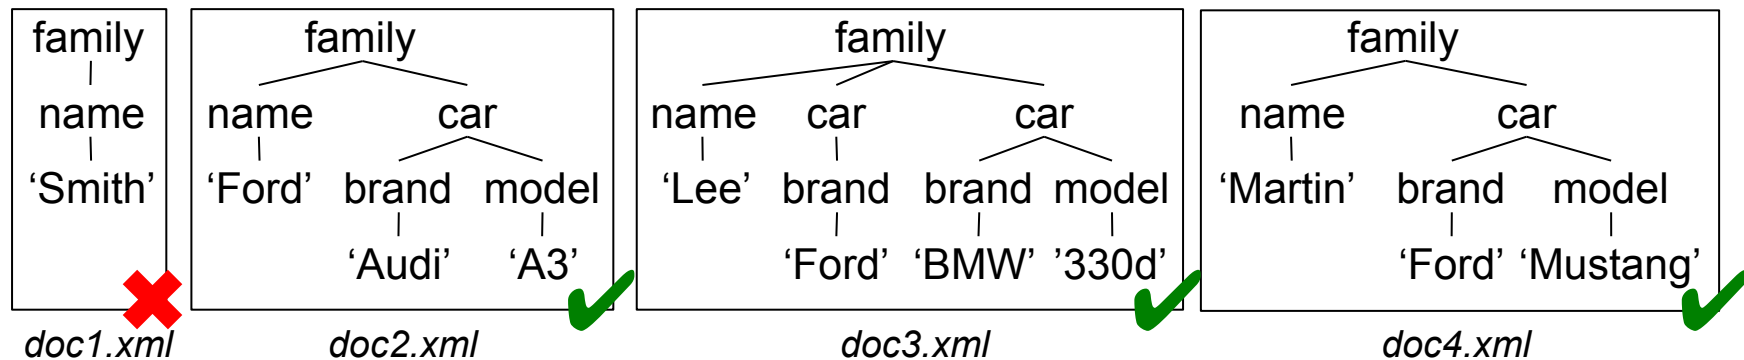 family
name
‘Smith’
doc1.xml
family
name car
‘Ford’ brand model
‘Audi’ ‘A3’
doc2.xml
family
name car car
‘Lee’ brand brand model
‘Ford’ ‘BMW’ ’330d’
doc3.xml
family
name car
‘Martin’ brand model
‘Ford’ ‘Mustang’
doc4.xml